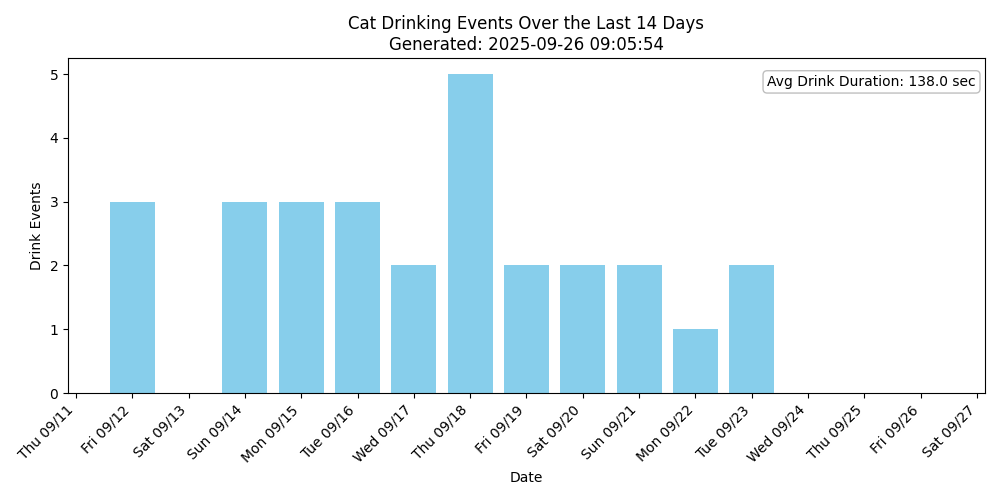 Cat Drinking Events Over the Last 14 Days
Generated: 2025-09-26 09:05:54
Avg Drink Duration: 138.0 sec
Drink Events
5
4
3
2
1
0
Thu 09/11
Fri 09/12
Sat 09/13
Sun 09/14
Mon 09/15
Tue 09/16
Wed 09/17
Thu 09/18
Fri 09/19
Sat 09/20
Sun 09/21
Mon 09/22
Tue 09/23
Wed 09/24
Thu 09/25
Fri 09/26
Sat 09/27
Date